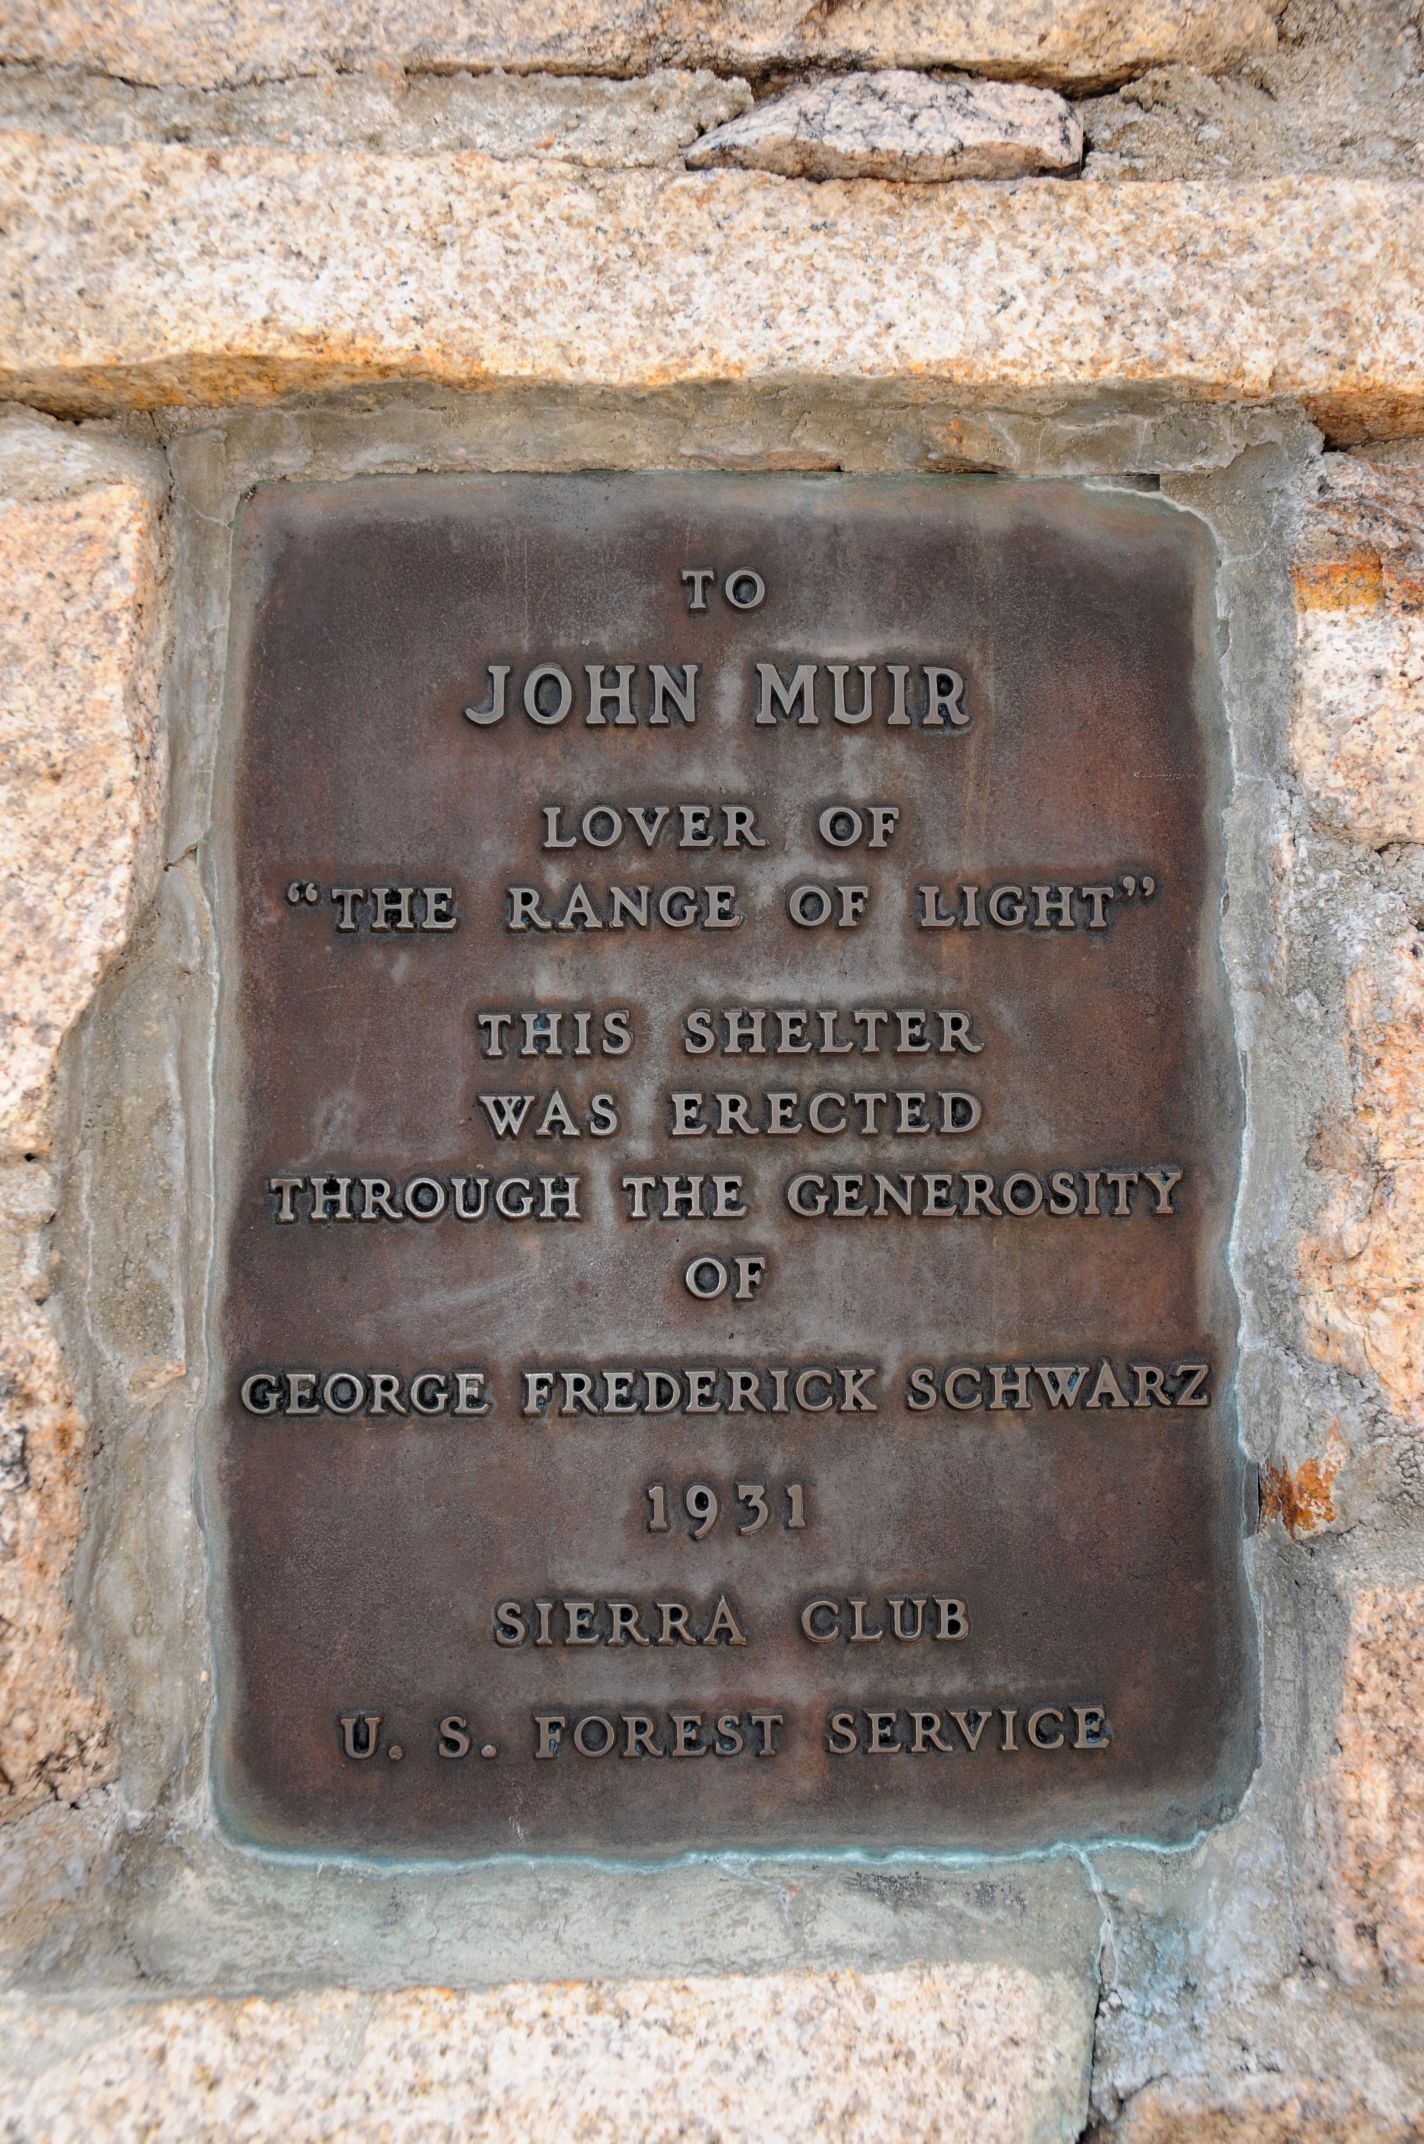 TO
JOHN MUIR
LOVER OF
“THE RANGE OF LIGHT”
THIS SHELTER
WAS ERECTED
THROUGH THE GENEROSITY
OF
GEORGE FREDERICK SCHWARZ
1931
SIERRA CLUB
U. S. FOREST SERVICE